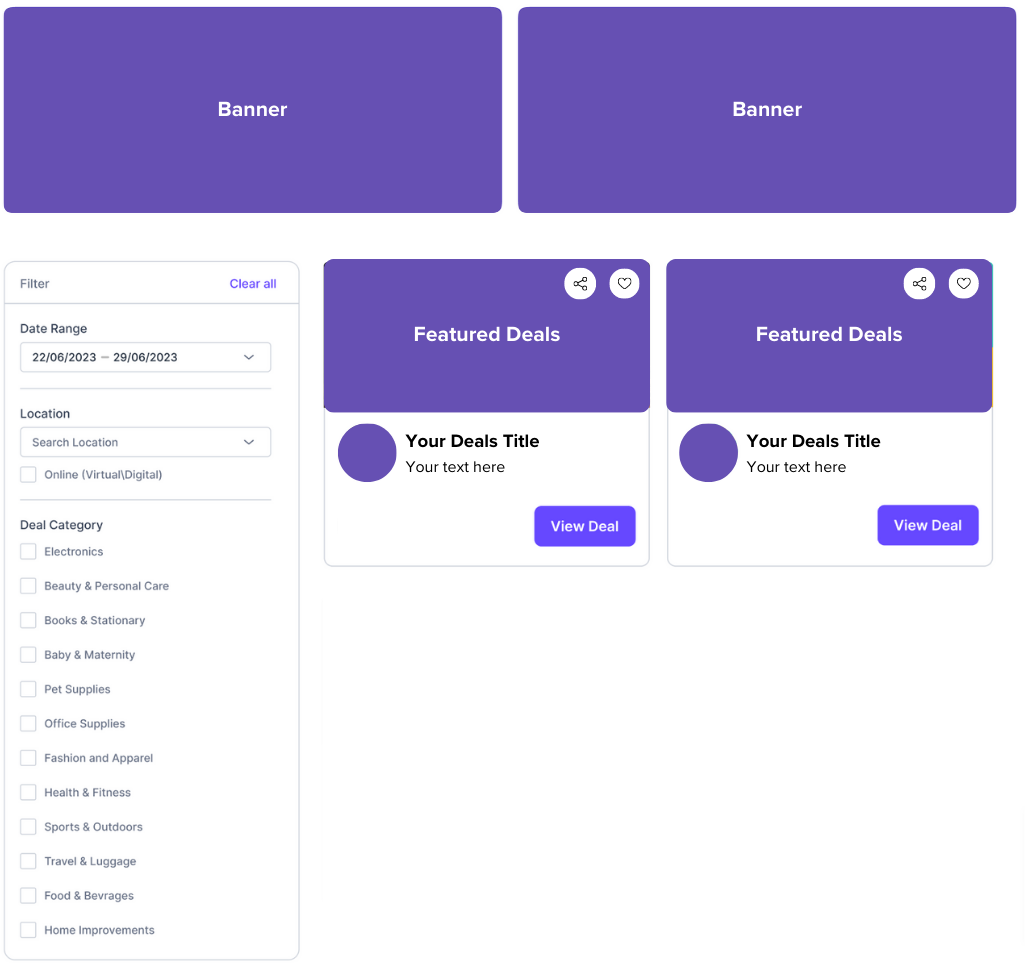 Banner
Banner
Filter
Clear all
Date Range
22/06/2023 — 29/06/2023
Location
Search Location
Online (Virtual\Digital)
Deal Category
Electronics
Beauty & Personal Care
Books & Stationary
Baby & Maternity
Pet Supplies
Office Supplies
Fashion and Apparel
Health & Fitness
Sports & Outdoors
Travel & Luggage
Food & Bevrages
Home Improvements
Featured Deals
Your Deals Title
Your text here
View Deal
Featured Deals
Your Deals Title
Your text here
View Deal